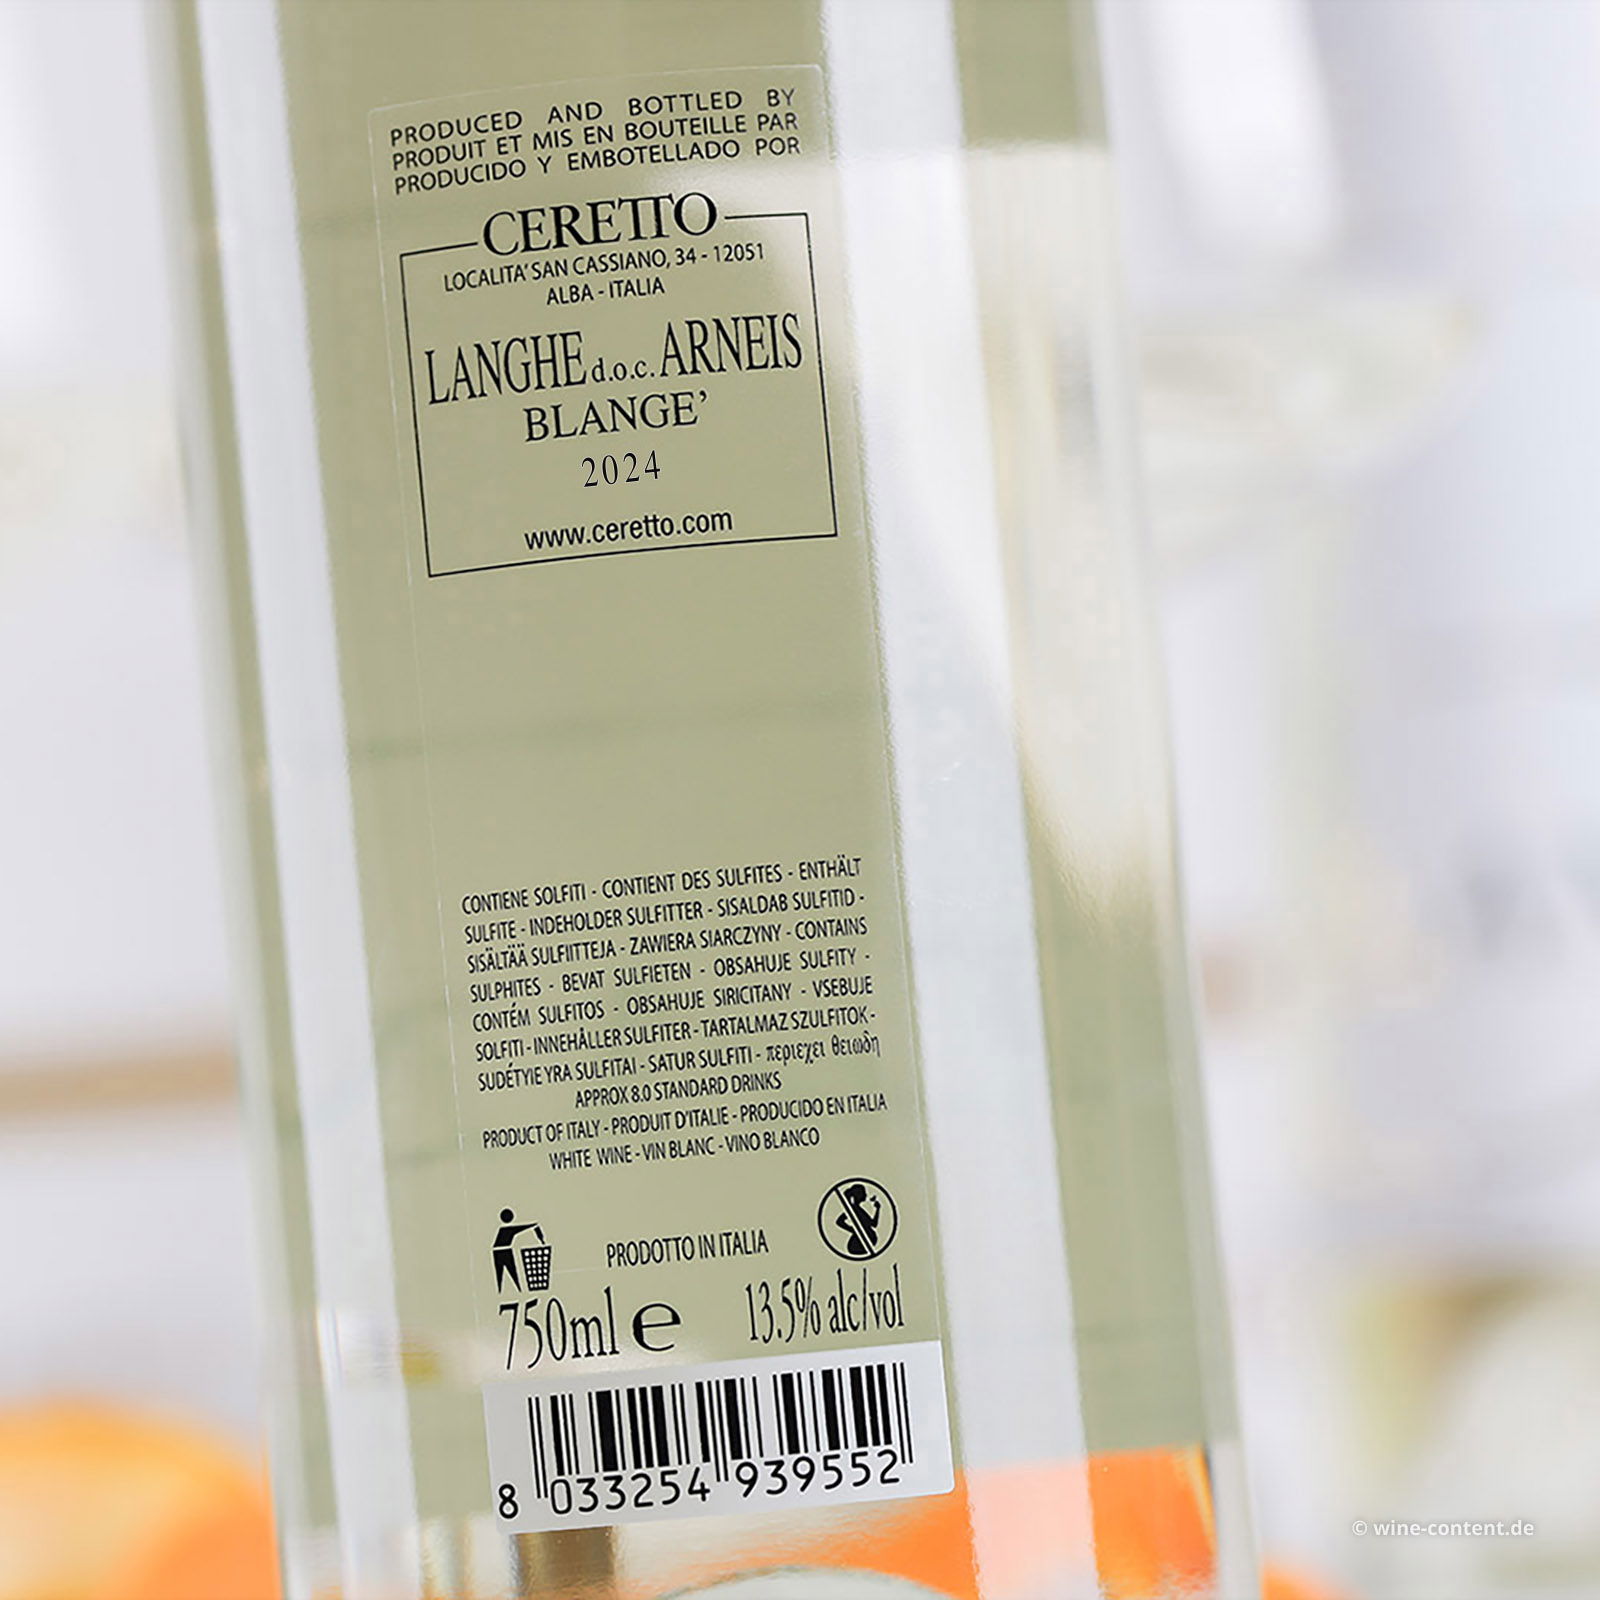 PRODUCED AND BOTTLED BY
PRODUIT ET MIS EN BOUTEILLE PAR
PRODUCIDO Y EMBOTELLADO POR
CERETTO
LOCALITA' SAN CASSIANO, 34 - 12051
ALBA - ITALIA
LANGHE d.o.c. ARNEIS
BLANGE'
2024
www.ceretto.com
CONTIENE SOLFITI - CONTIENT DES SULFITES - ENTHÄLT
SULFITE - INDEHOLDER SULFITTER - SISALDAB SULFITID -
SISÄLTÄÄ SULFIITTEJA - ZAWIERA SIARCZYNY - CONTAINS
SULPHITES - BEVAT SULFIETEN - OBSAHUJE SULFITY -
CONTÉM SULFITOS - OBSAHUJE SIRICITANY - VSEBUJE
SOLFITI - INNEHÅLLER SULFITER - TARTALMAZ SZULFITOK -
SUDÉTYIE YRA SULFITAI - SATUR SULFITI - περιεχει θειωδη
APPROX 8.0 STANDARD DRINKS
PRODUCT OF ITALY - PRODUIT D'ITALIE - PRODUCIDO EN ITALIA
WHITE WINE - VIN BLANC - VINO BLANCO
PRODOTTO IN ITALIA
750ml e 13.5% alc/vol
8 033254 939552
© wine-content.de